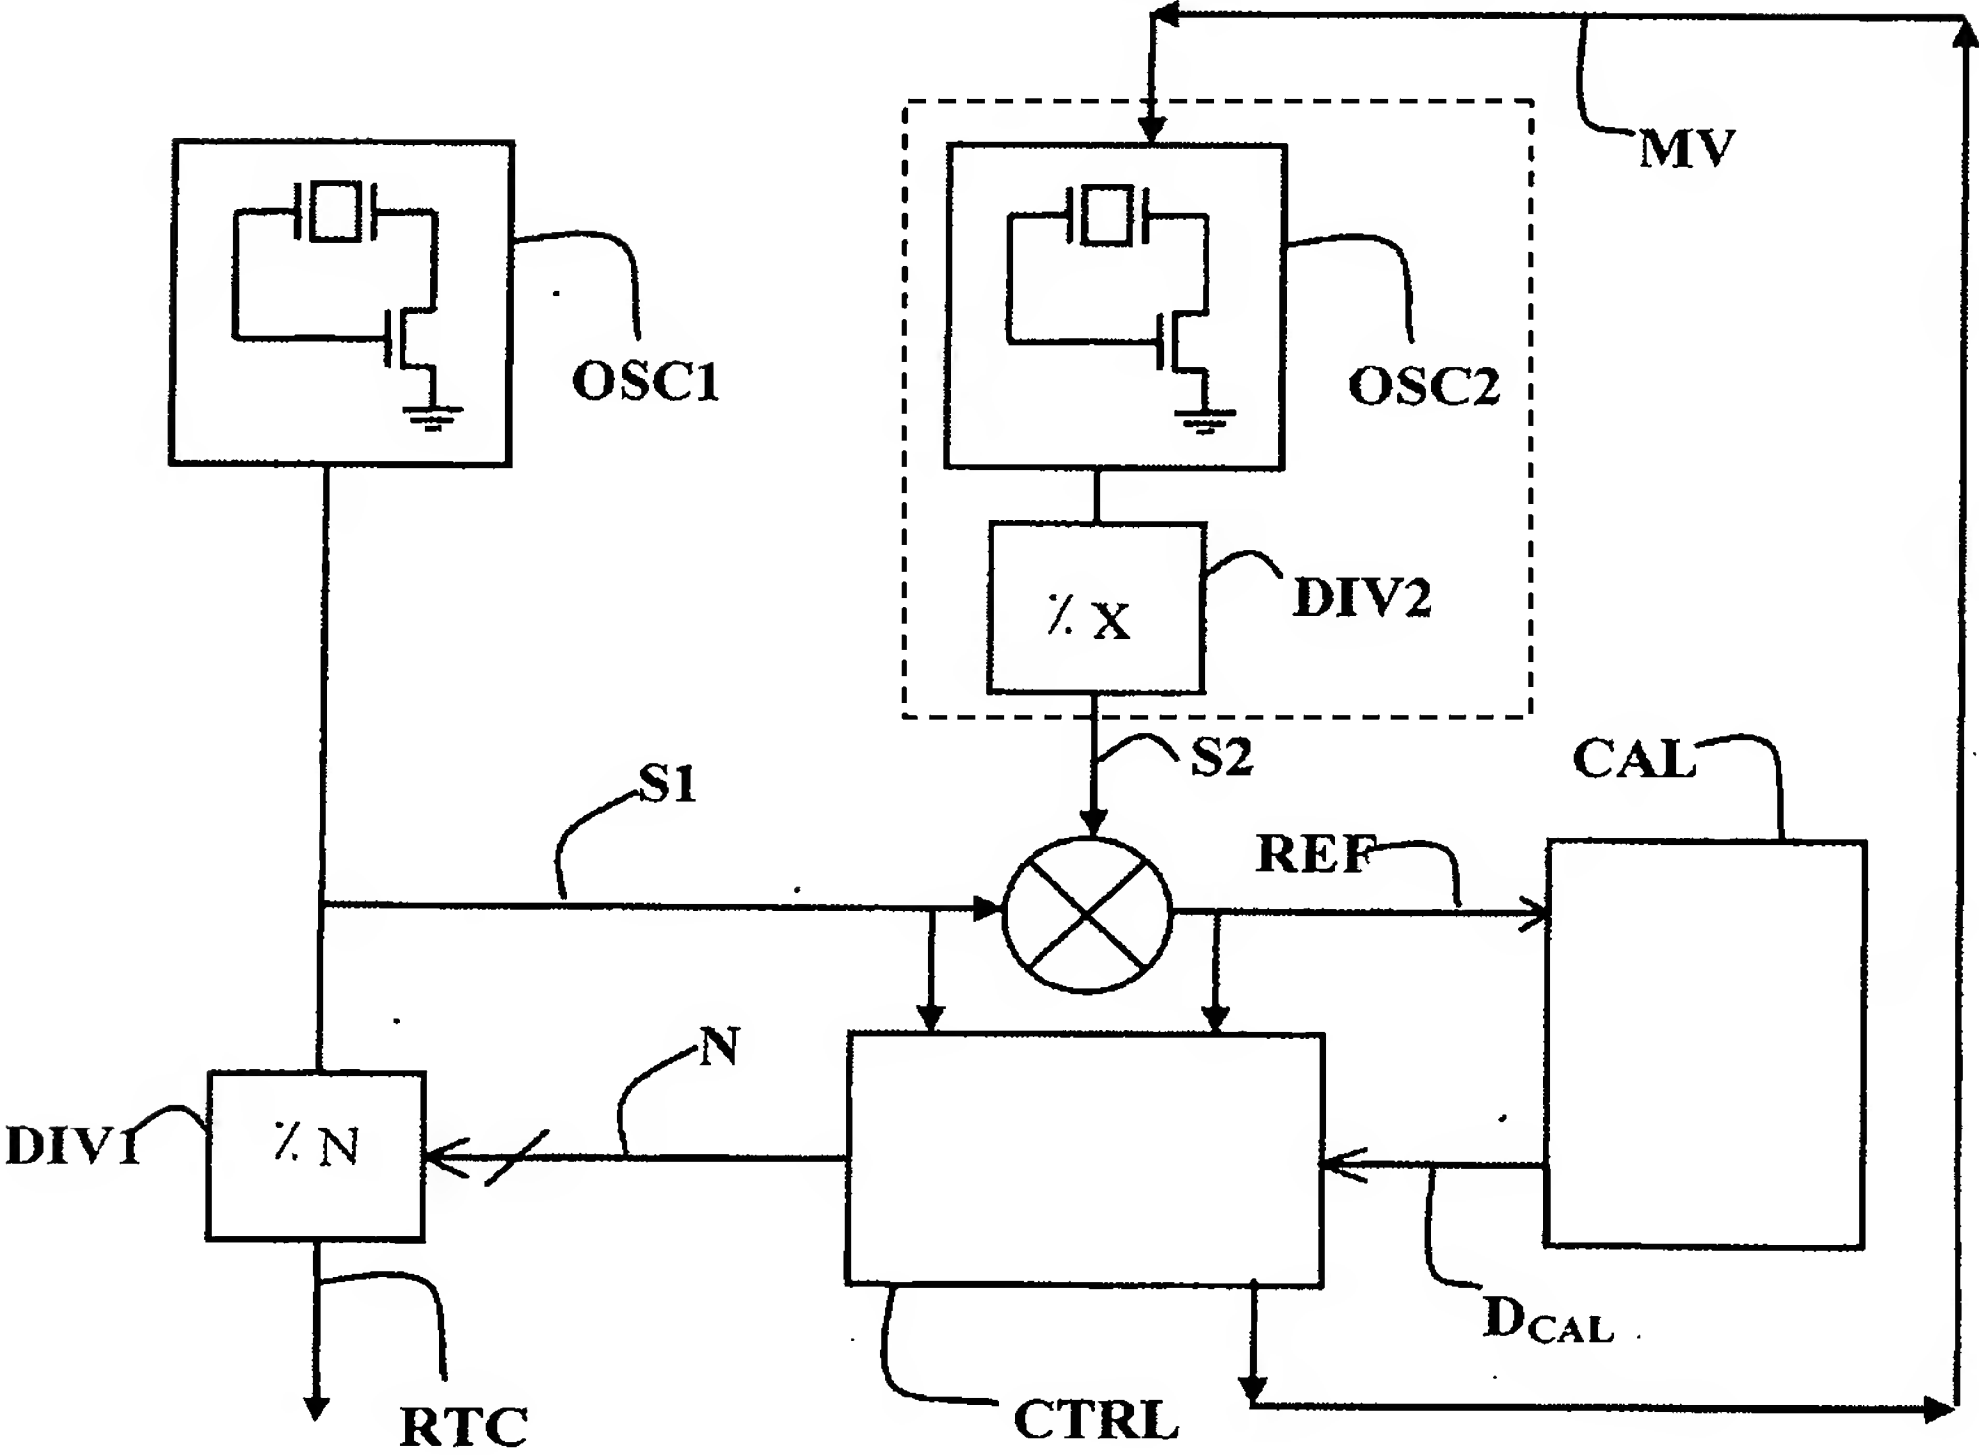 MV
OSC1
OSC2
DIV2
⁒ X
S2
CAL
S1
REF
N
DIV1
⁒ N
DCAL
RTC
CTRL